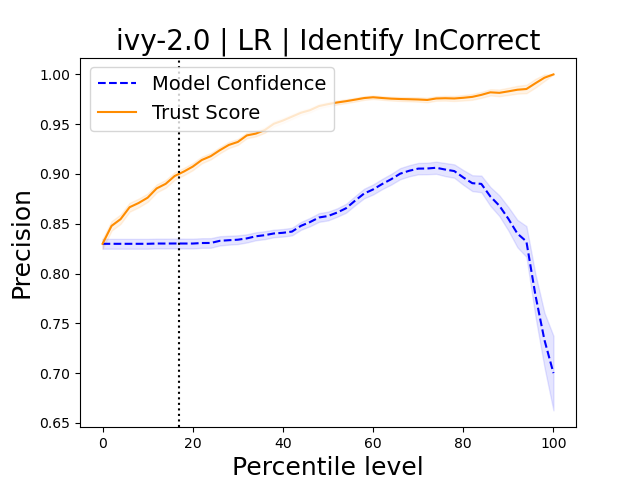 ivy-2.0 | LR | Identify InCorrect
1.00
0.95
0.90
0.85
0.80
0.75
0.70
0.65
Precision
Model Confidence
Trust Score
0
20
40
60
80
100
Percentile level